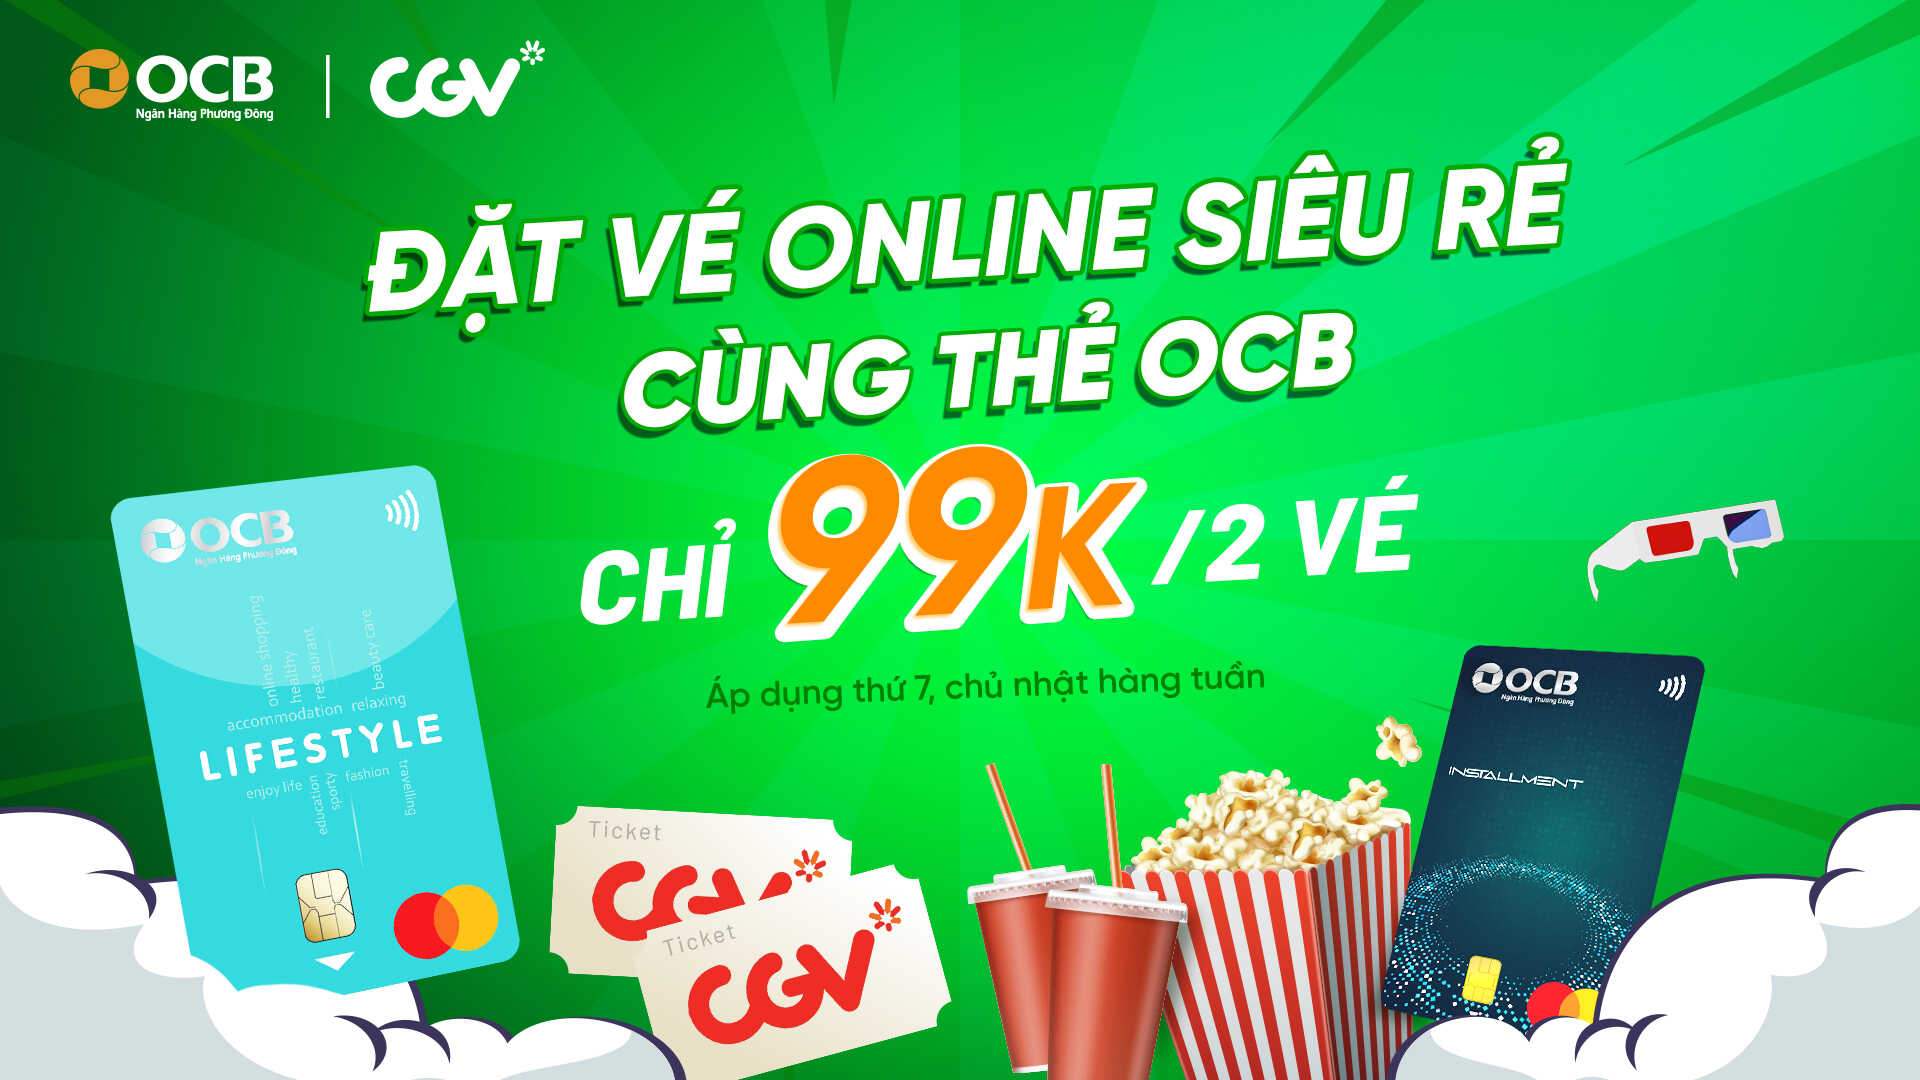 OCB
Ngân Hàng Phương Đông
CGV
ĐẶT VÉ ONLINE SIÊU RẺ
CÙNG THẺ OCB
CHỈ 99K /2 VÉ
Áp dụng thứ 7, chủ nhật hàng tuần
OCB
Ngân Hàng Phương Đông
online shopping
healthy
restaurant
beauty care
accommodation relaxing
LIFESTYLE
enjoy life
education
sporty
fashion
travelling
Ticket
CGV
Ticket
CGV
OCB
Ngân Hàng Phương Đông
INSTALLMENT